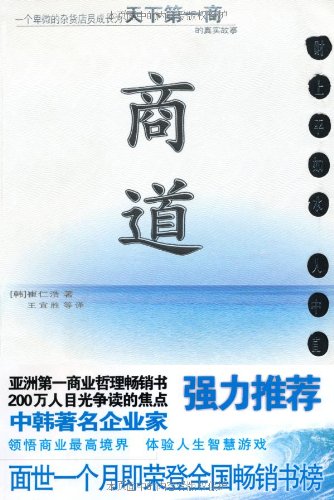 一个卑微的杂货店员成长为 天下第一商
的真实故事
商道
财上平如水 人中直
[韩]崔仁浩 著
王宜胜 等译
亚洲第一商业哲理畅销书
200万人目光争读的焦点
中韩著名企业家
强力推荐
领悟商业最高境界 体验人生智慧游戏
面世一个月即荣登全国畅销书榜